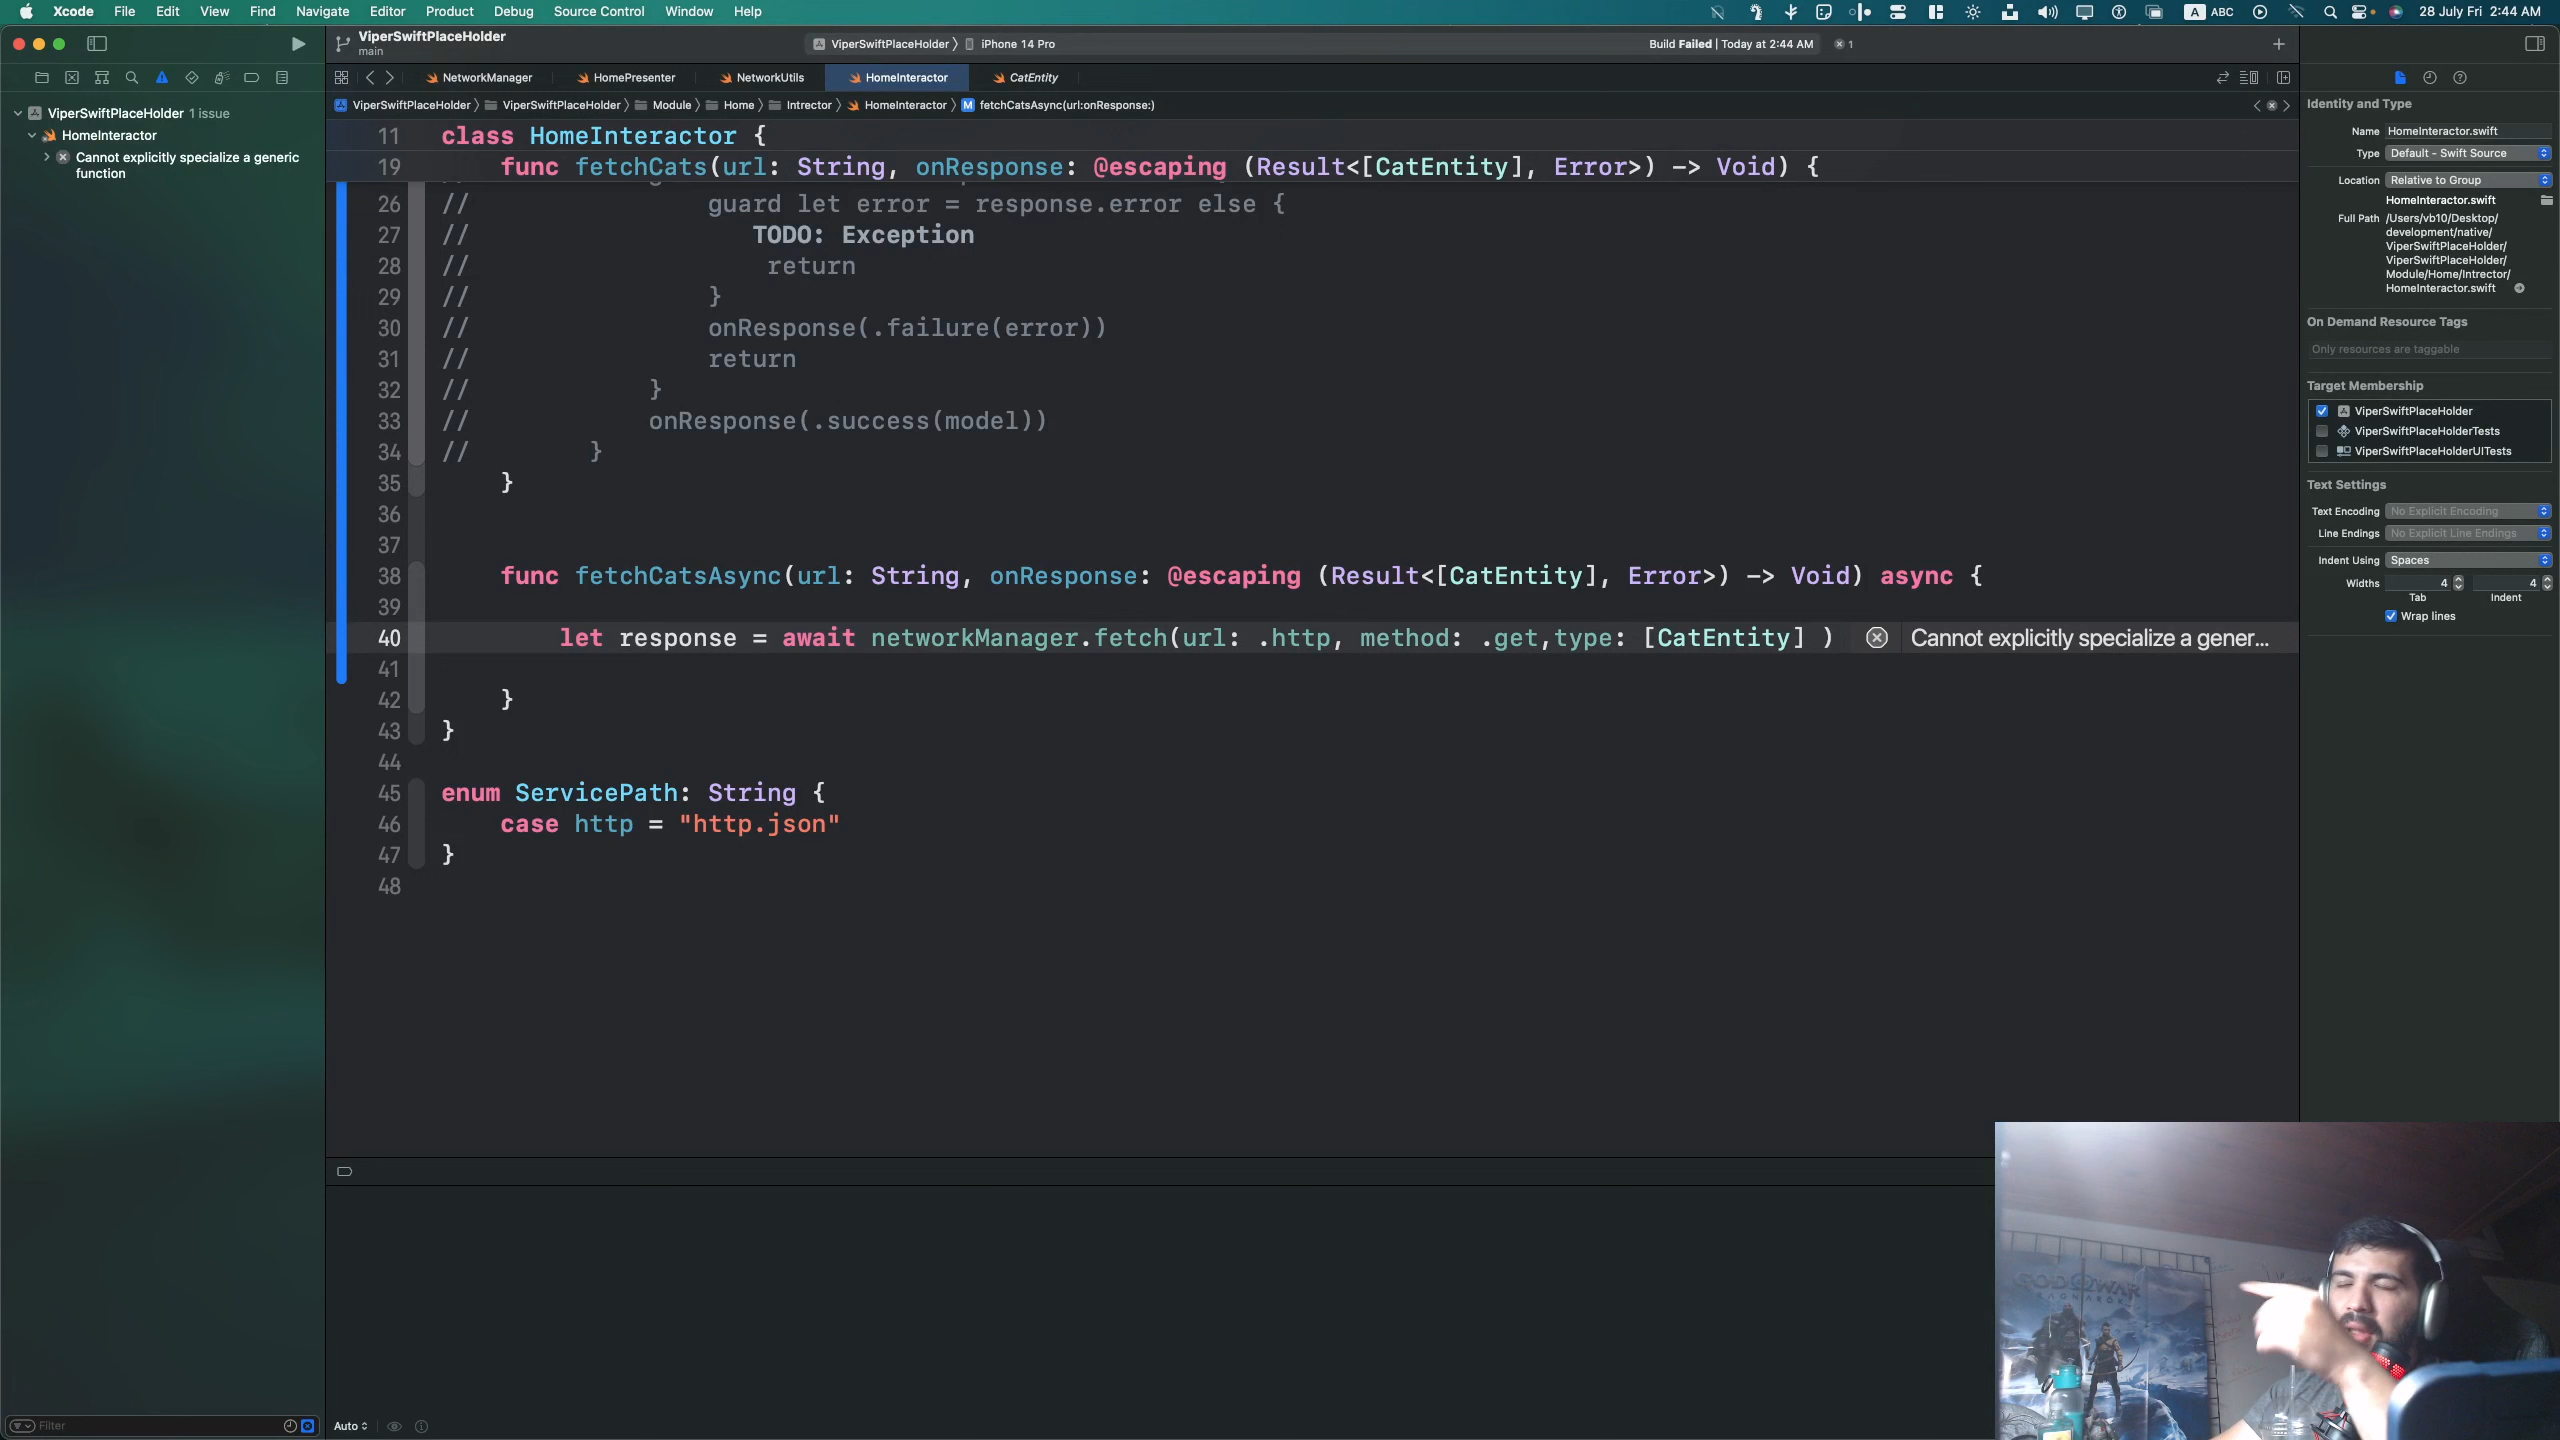 Xcode File Edit View Find Navigate Editor Product Debug Source Control Window Help
A ABC
28 July Fri 2:44 AM
ViperSwiftPlaceHolder
main
ViperSwiftPlaceHolder 〉 iPhone 14 Pro
Build Failed | Today at 2:44 AM
1
NetworkManager HomePresenter NetworkUtils HomeInteractor CatEntity
ViperSwiftPlaceHolder 〉 ViperSwiftPlaceHolder 〉 Module 〉 Home 〉 Intrector 〉 HomeInteractor 〉 M fetchCatsAsync(url:onResponse:)
ViperSwiftPlaceHolder 1 issue
HomeInteractor
Cannot explicitly specialize a generic
function
11 class HomeInteractor {
19 func fetchCats(url: String, onResponse: @escaping (Result<[CatEntity], Error>) -> Void) {
26 // guard let error = response.error else {
27 // TODO: Exception
28 // return
29 // }
30 // onResponse(.failure(error))
31 // return
32 // }
33 // onResponse(.success(model))
34 // }
35 }
36
37
38 func fetchCatsAsync(url: String, onResponse: @escaping (Result<[CatEntity], Error>) -> Void) async {
39
40 let response = await networkManager.fetch(url: .http, method: .get,type: [CatEntity] ) Cannot explicitly specialize a gener...
41
42 }
43 }
44
45 enum ServicePath: String {
46 case http = "http.json"
47 }
48
Identity and Type
Name HomeInteractor.swift
Type Default - Swift Source
Location Relative to Group
HomeInteractor.swift
Full Path /Users/vb10/Desktop/
development/native/
ViperSwiftPlaceHolder/
ViperSwiftPlaceHolder/
Module/Home/Intrector/
HomeInteractor.swift
On Demand Resource Tags
Only resources are taggable
Target Membership
ViperSwiftPlaceHolder
ViperSwiftPlaceHolderTests
ViperSwiftPlaceHolderUITests
Text Settings
Text Encoding No Explicit Encoding
Line Endings No Explicit Line Endings
Indent Using Spaces
Widths 4 4
Tab Indent
Wrap lines
GOD OF WAR
RAGNARÖK
Filter
Auto